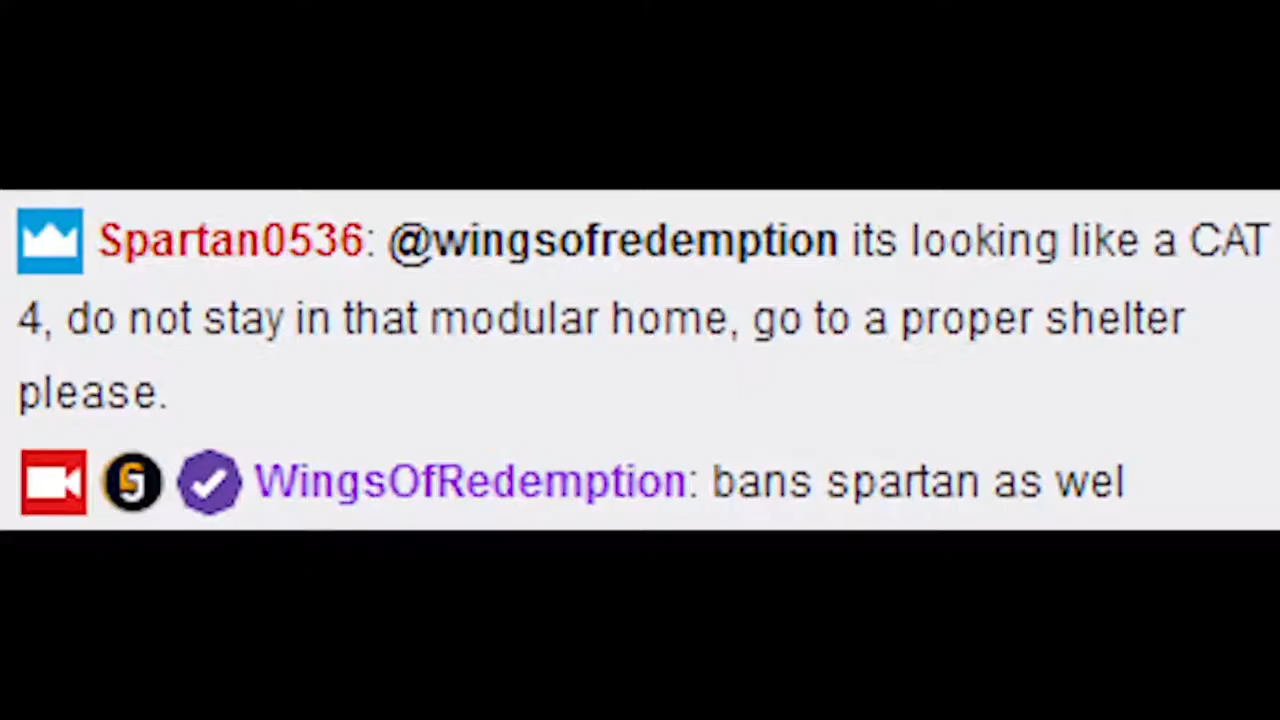 Spartan0536: @wingsofredemption its looking like a CAT
4, do not stay in that modular home, go to a proper shelter
please.
WingsOfRedemption: bans spartan as wel